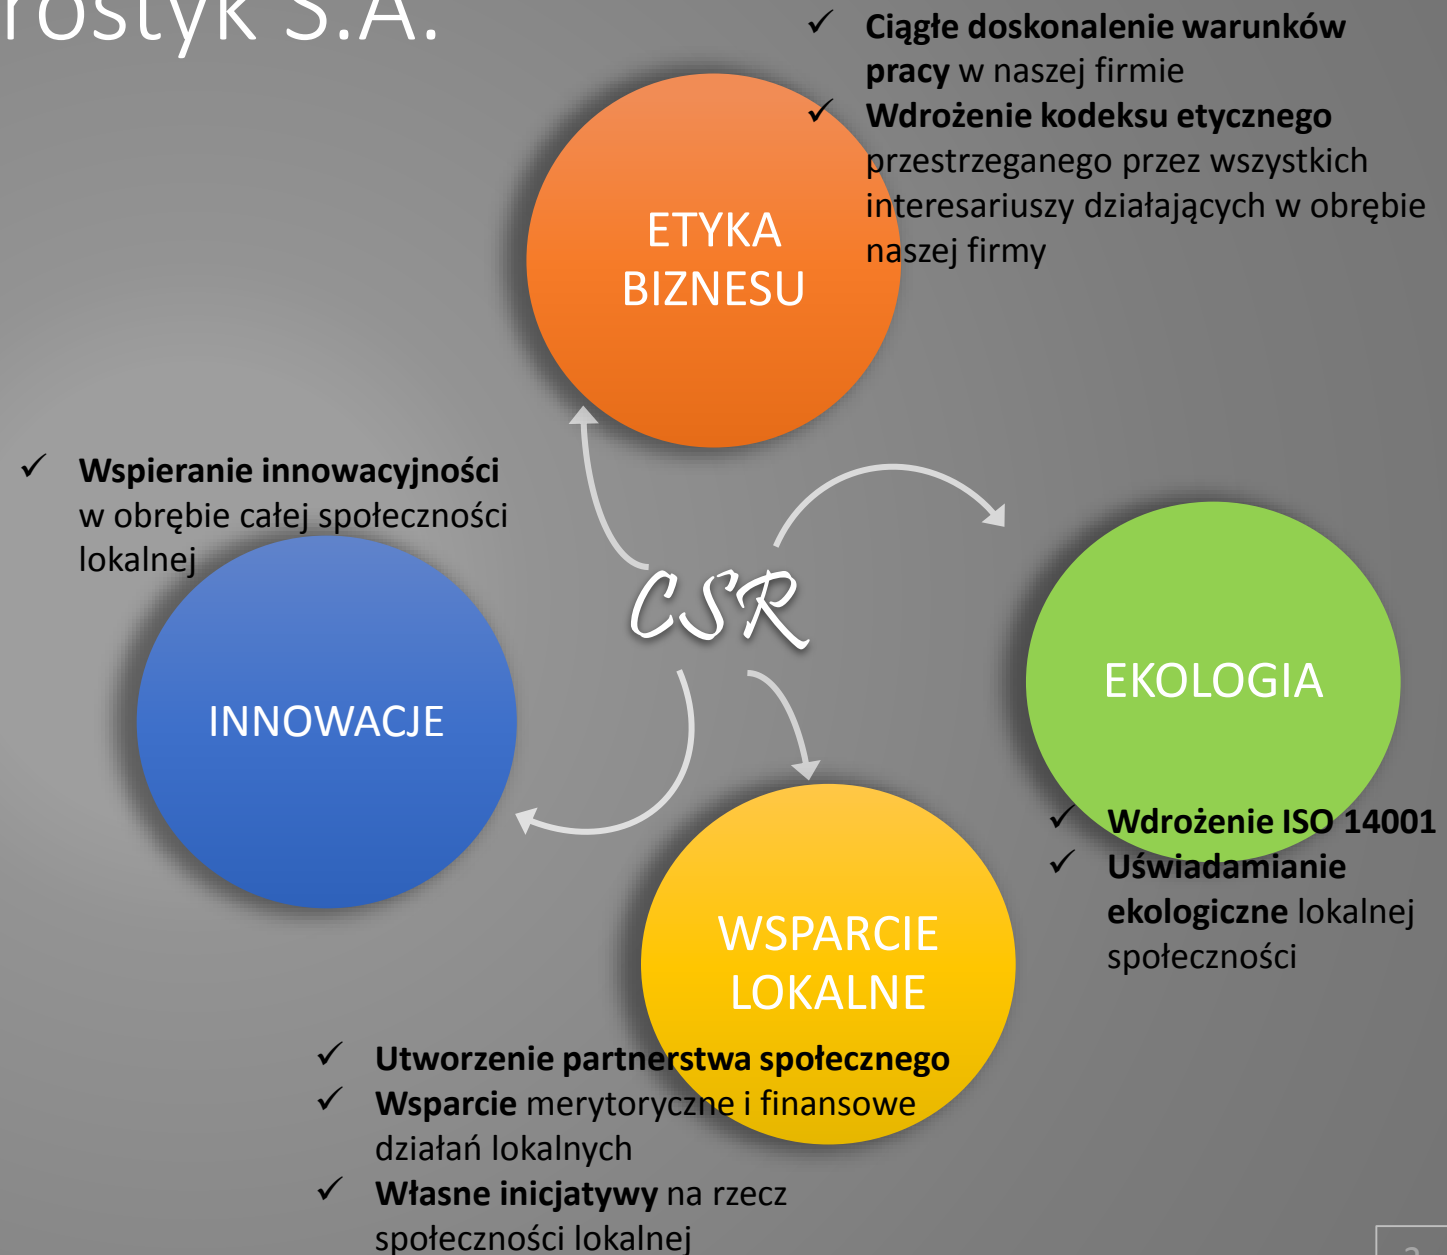 rostyk S.A.
✓ Ciągłe doskonalenie warunków
pracy w naszej firmie
✓ Wdrożenie kodeksu etycznego
przestrzeganego przez wszystkich
interesariuszy działających w obrębie
naszej firmy
ETYKA
BIZNESU
✓ Wspieranie innowacyjności
w obrębie całej społeczności
lokalnej
INNOWACJE
CSR
EKOLOGIA
✓ Wdrożenie ISO 14001
✓ Uświadamianie
ekologiczne lokalnej
społeczności
WSPARCIE
LOKALNE
✓ Utworzenie partnerstwa społecznego
✓ Wsparcie merytoryczne i finansowe
działań lokalnych
✓ Własne inicjatywy na rzecz
społeczności lokalnej